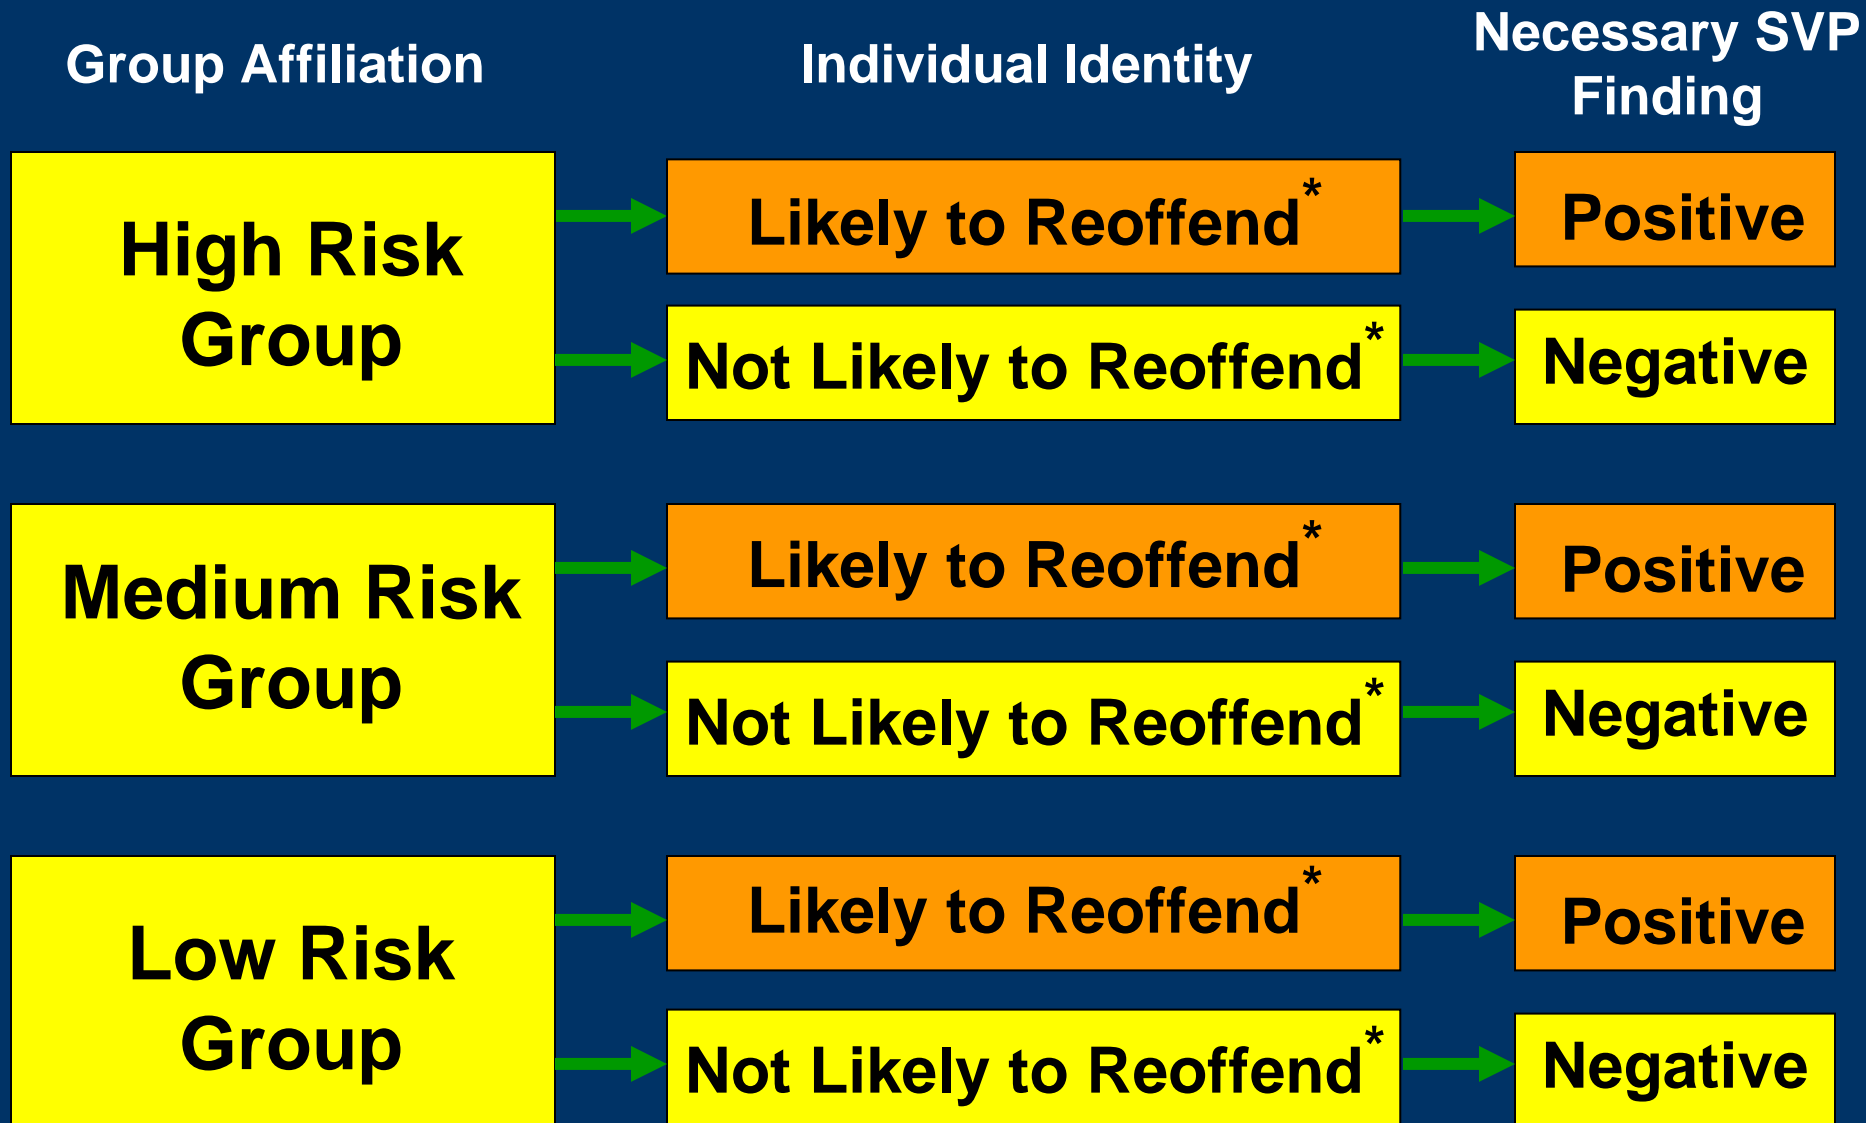 Group Affiliation
Individual Identity
Necessary SVP
Finding
High Risk
Group
Likely to Reoffend*
Positive
Not Likely to Reoffend*
Negative
Medium Risk
Group
Likely to Reoffend*
Positive
Not Likely to Reoffend*
Negative
Low Risk
Group
Likely to Reoffend*
Positive
Not Likely to Reoffend*
Negative